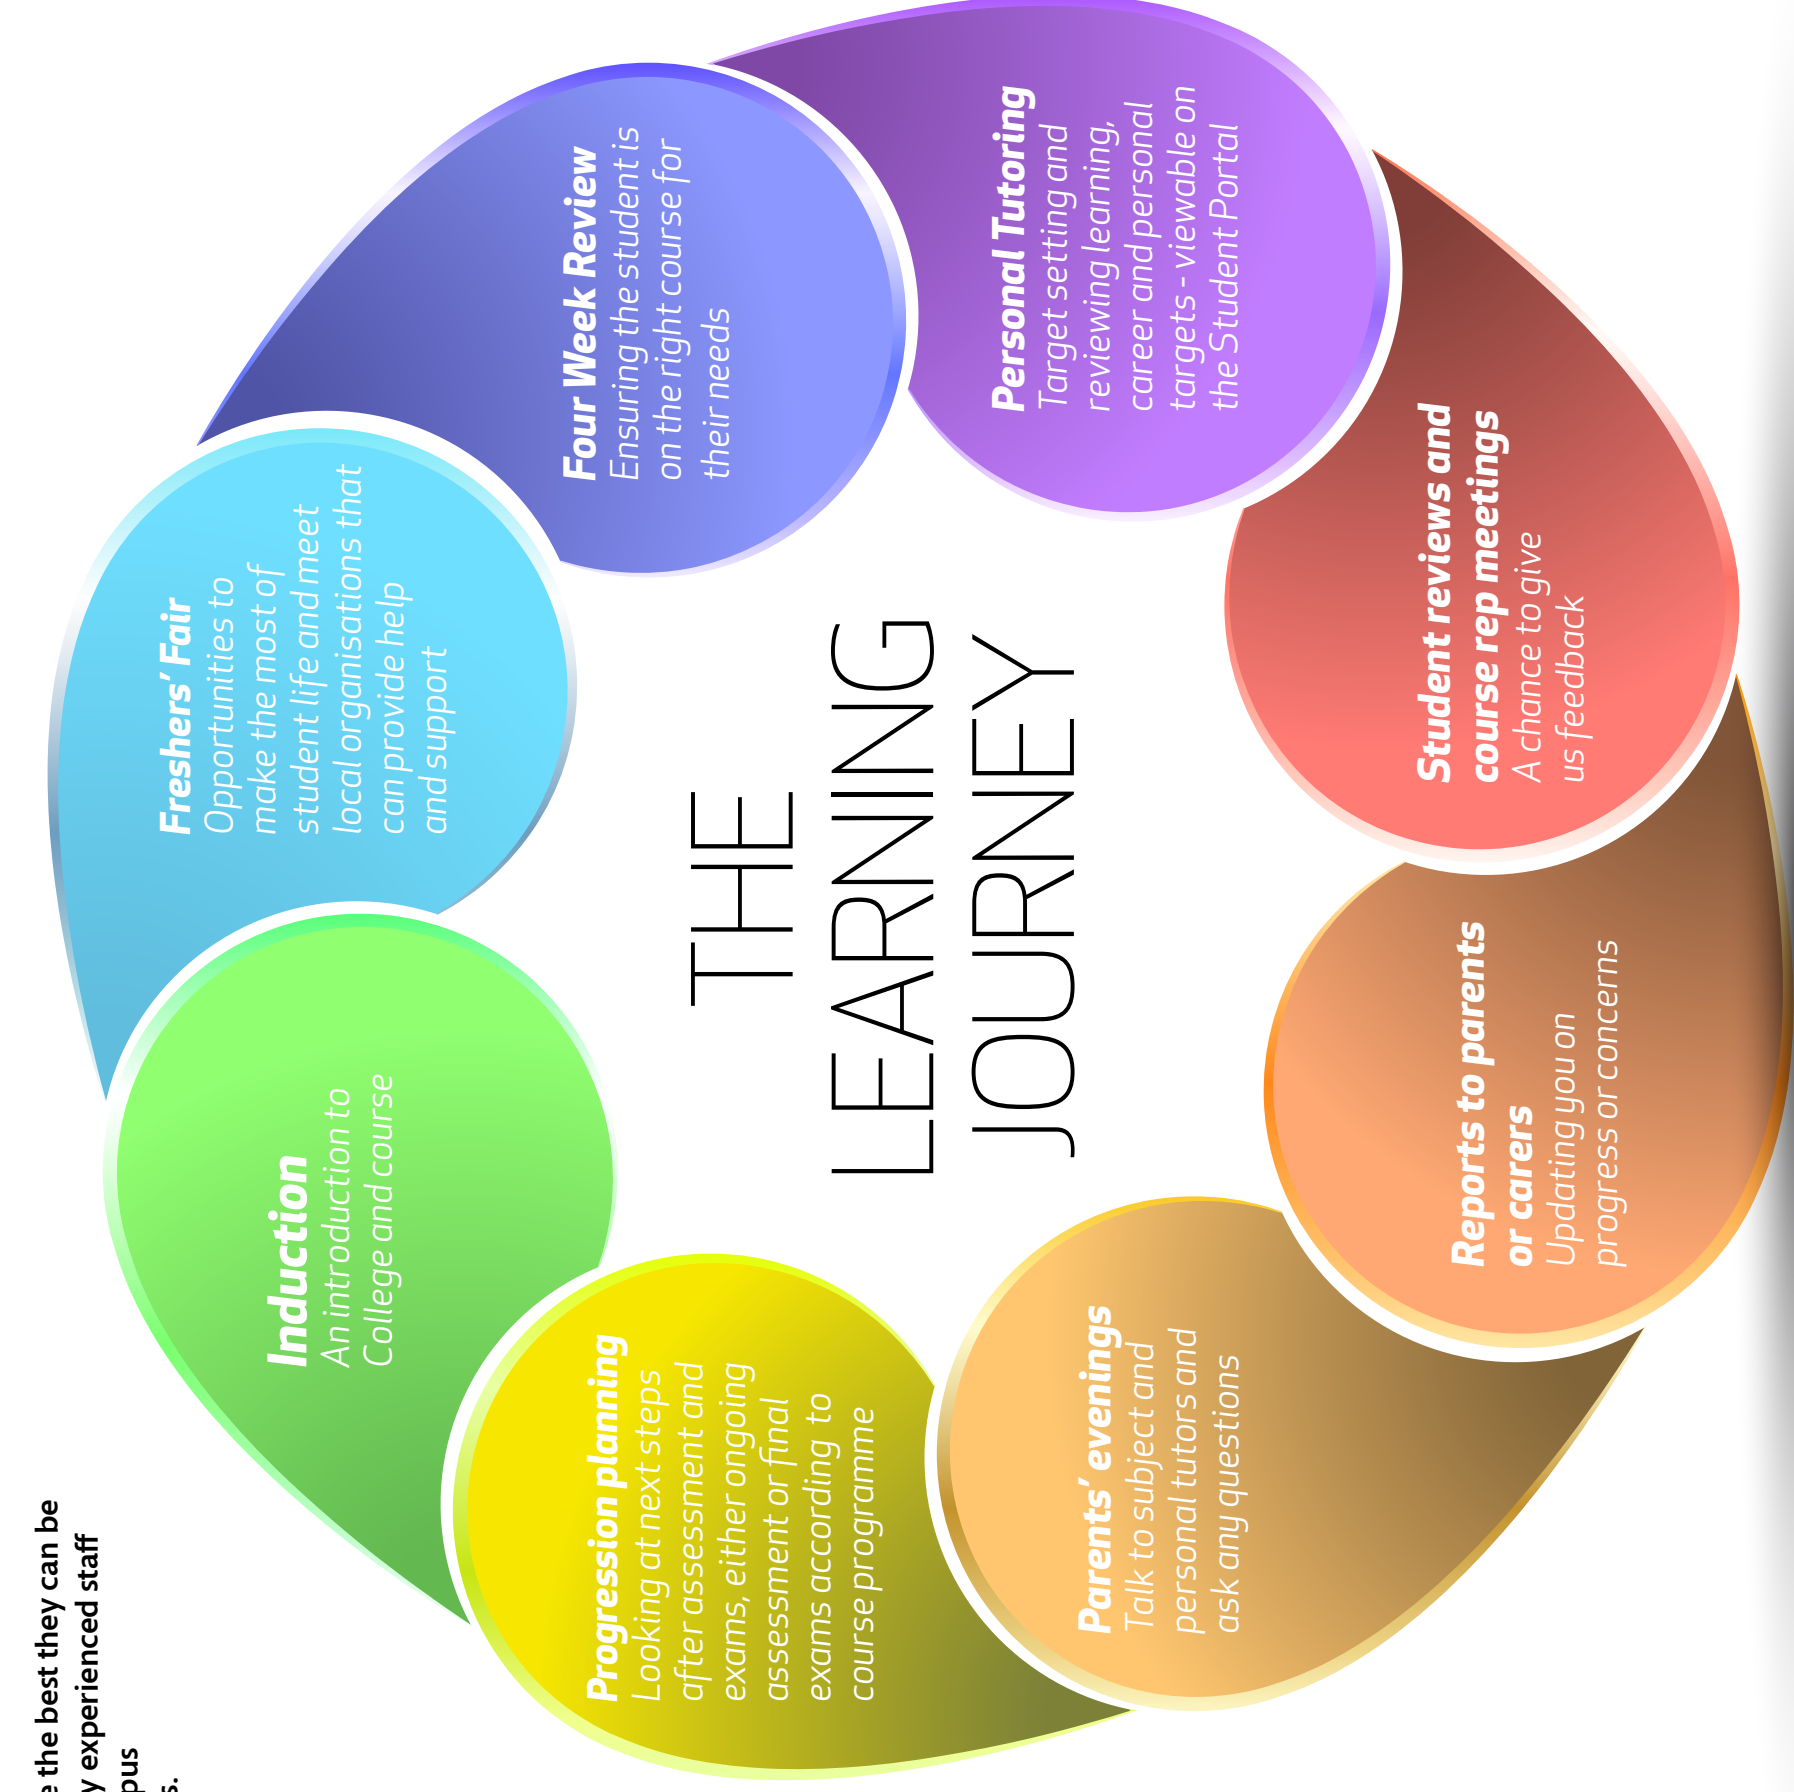 e the best they can be
y experienced staff
pus
s.
THE
LEARNING
JOURNEY
Induction
An introduction to
College and course
Freshers’ Fair
Opportunities to
make the most of
student life and meet
local organisations that
can provide help
and support
Four Week Review
Ensuring the student is
on the right course for
their needs
Personal Tutoring
Target setting and
reviewing learning,
career and personal
targets - viewable on
the Student Portal
Student reviews and
course rep meetings
A chance to give
us feedback
Reports to parents
or carers
Updating you on
progress or concerns
Parents’ evenings
Talk to subject and
personal tutors and
ask any questions
Progression planning
Looking at next steps
after assessment and
exams, either ongoing
assessment or final
exams according to
course programme